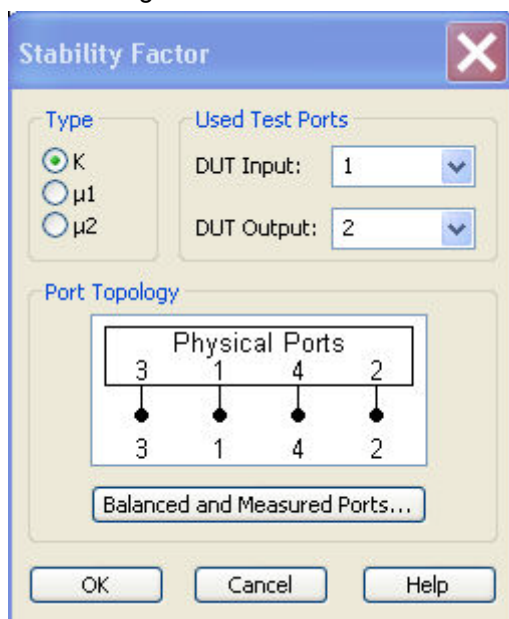 Stability Factor
Type
K
µ1
µ2
Used Test Ports
DUT Input: 1
DUT Output: 2
Port Topology
Physical Ports
3 1 4 2
3 1 4 2
Balanced and Measured Ports...
OK Cancel Help